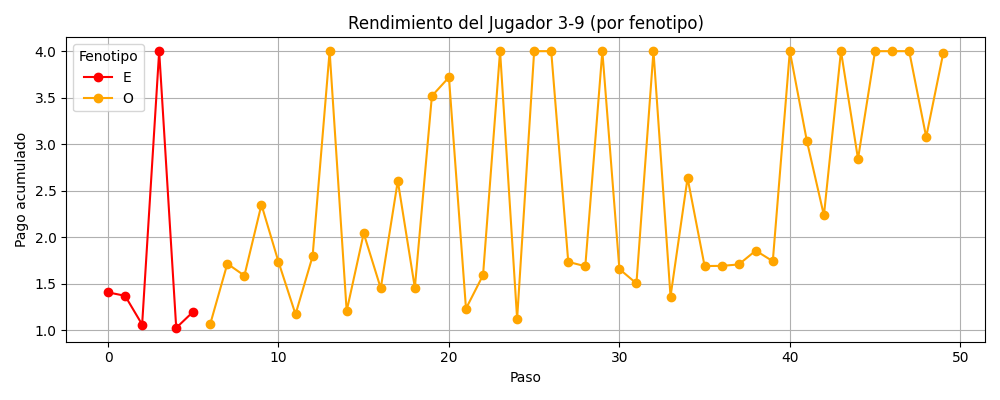 Rendimiento del Jugador 3-9 (por fenotipo)
Fenotipo
E
O
Pago acumulado
4.0
3.5
3.0
2.5
2.0
1.5
1.0
0 10 20 30 40 50
Paso